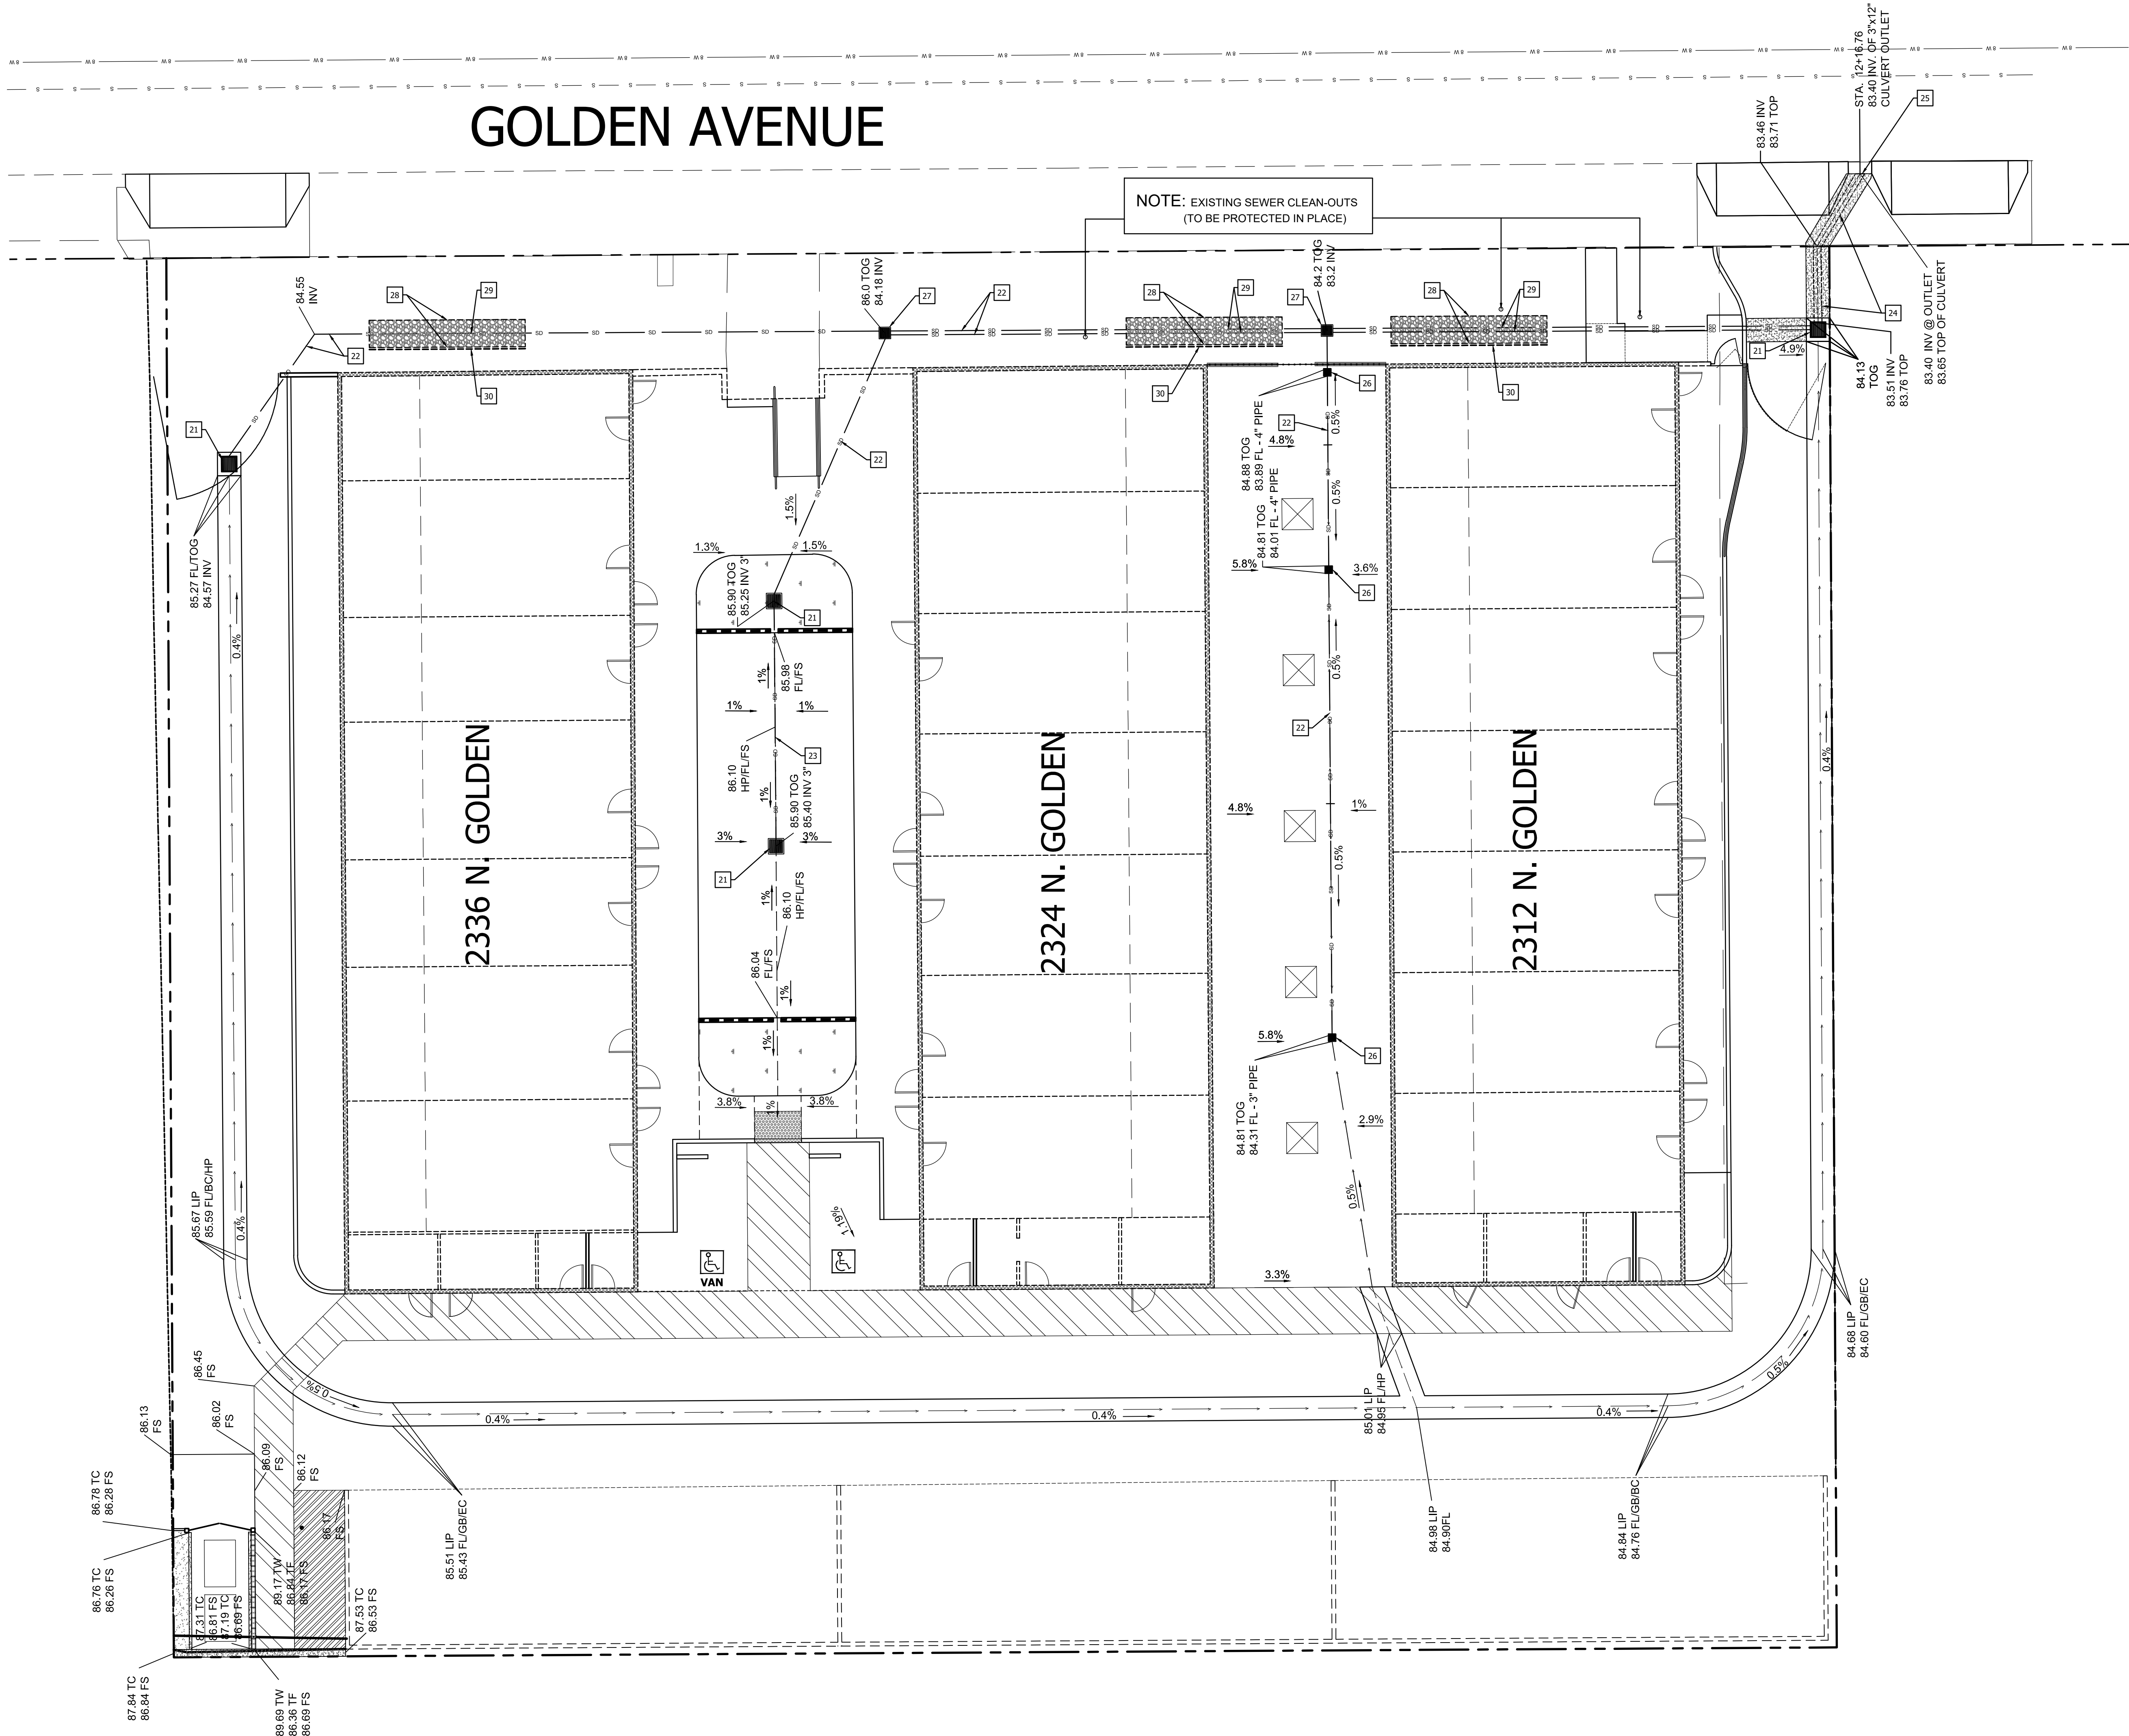 STA. 12+16.76
83.40 INV. OF 3"x12"
CULVERT OUTLET
25
GOLDEN AVENUE
83.46 INV
83.71 TOP
NOTE: EXISTING SEWER CLEAN-OUTS
(TO BE PROTECTED IN PLACE)
84.55
INV
28
29
86.0 TOG
84.18 INV
27
22
28
29
84.2 TOG
83.2 INV
27
28
29
83.40 INV @ OUTLET
83.65 TOP OF CULVERT
24
22
21
4.9%
84.13
TOG
83.51 INV
83.76 TOP
30
30
26
30
21
22
22
0.5%
4.8%
84.88 TOG
83.89 FL - 4" PIPE
84.81 TOG
84.01 FL - 4" PIPE
0.5%
1.5%
1.3%
1.5%
85.27 FL/TOG
84.57 INV
85.90 TOG
85.25 INV 3"
5.8%
3.6%
26
21
0.4%
0.5%
1%
85.98
FL/FS
1%
1%
22
23
86.10
HP/FL/FS
0.4%
1%
85.90 TOG
85.40 INV 3"
2336 N. GOLDEN
2324 N. GOLDEN
2312 N. GOLDEN
4.8%
1%
3%
3%
0.5%
21
1%
86.10
HP/FL/FS
86.04
FL/FS
1%
1%
5.8%
26
3.8%
1%
3.8%
84.81 TOG
84.31 FL - 3" PIPE
2.9%
85.67 LIP
85.59 FL/BC/HP
0.4%
0.5%
1.19%
VAN
3.3%
84.68 LIP
84.60 FL/GB/EC
86.45
FS
0.5%
0.5%
0.4%
0.4%
0.4%
85.01 LIP
84.95 FL/HP
86.13
FS
86.02
FS
86.09
FS
86.12
FS
86.78 TC
86.28 FS
86.17
FS
85.51 LIP
85.43 FL/GB/EC
84.98 LIP
84.90FL
84.84 LIP
84.76 FL/GB/BC
86.76 TC
86.26 FS
89.17 TW
86.84 TF
86.17 FS
87.31 TC
86.81 FS
87.19 TC
86.69 FS
87.53 TC
86.53 FS
87.84 TC
86.84 FS
89.69 TW
86.36 TF
86.69 FS